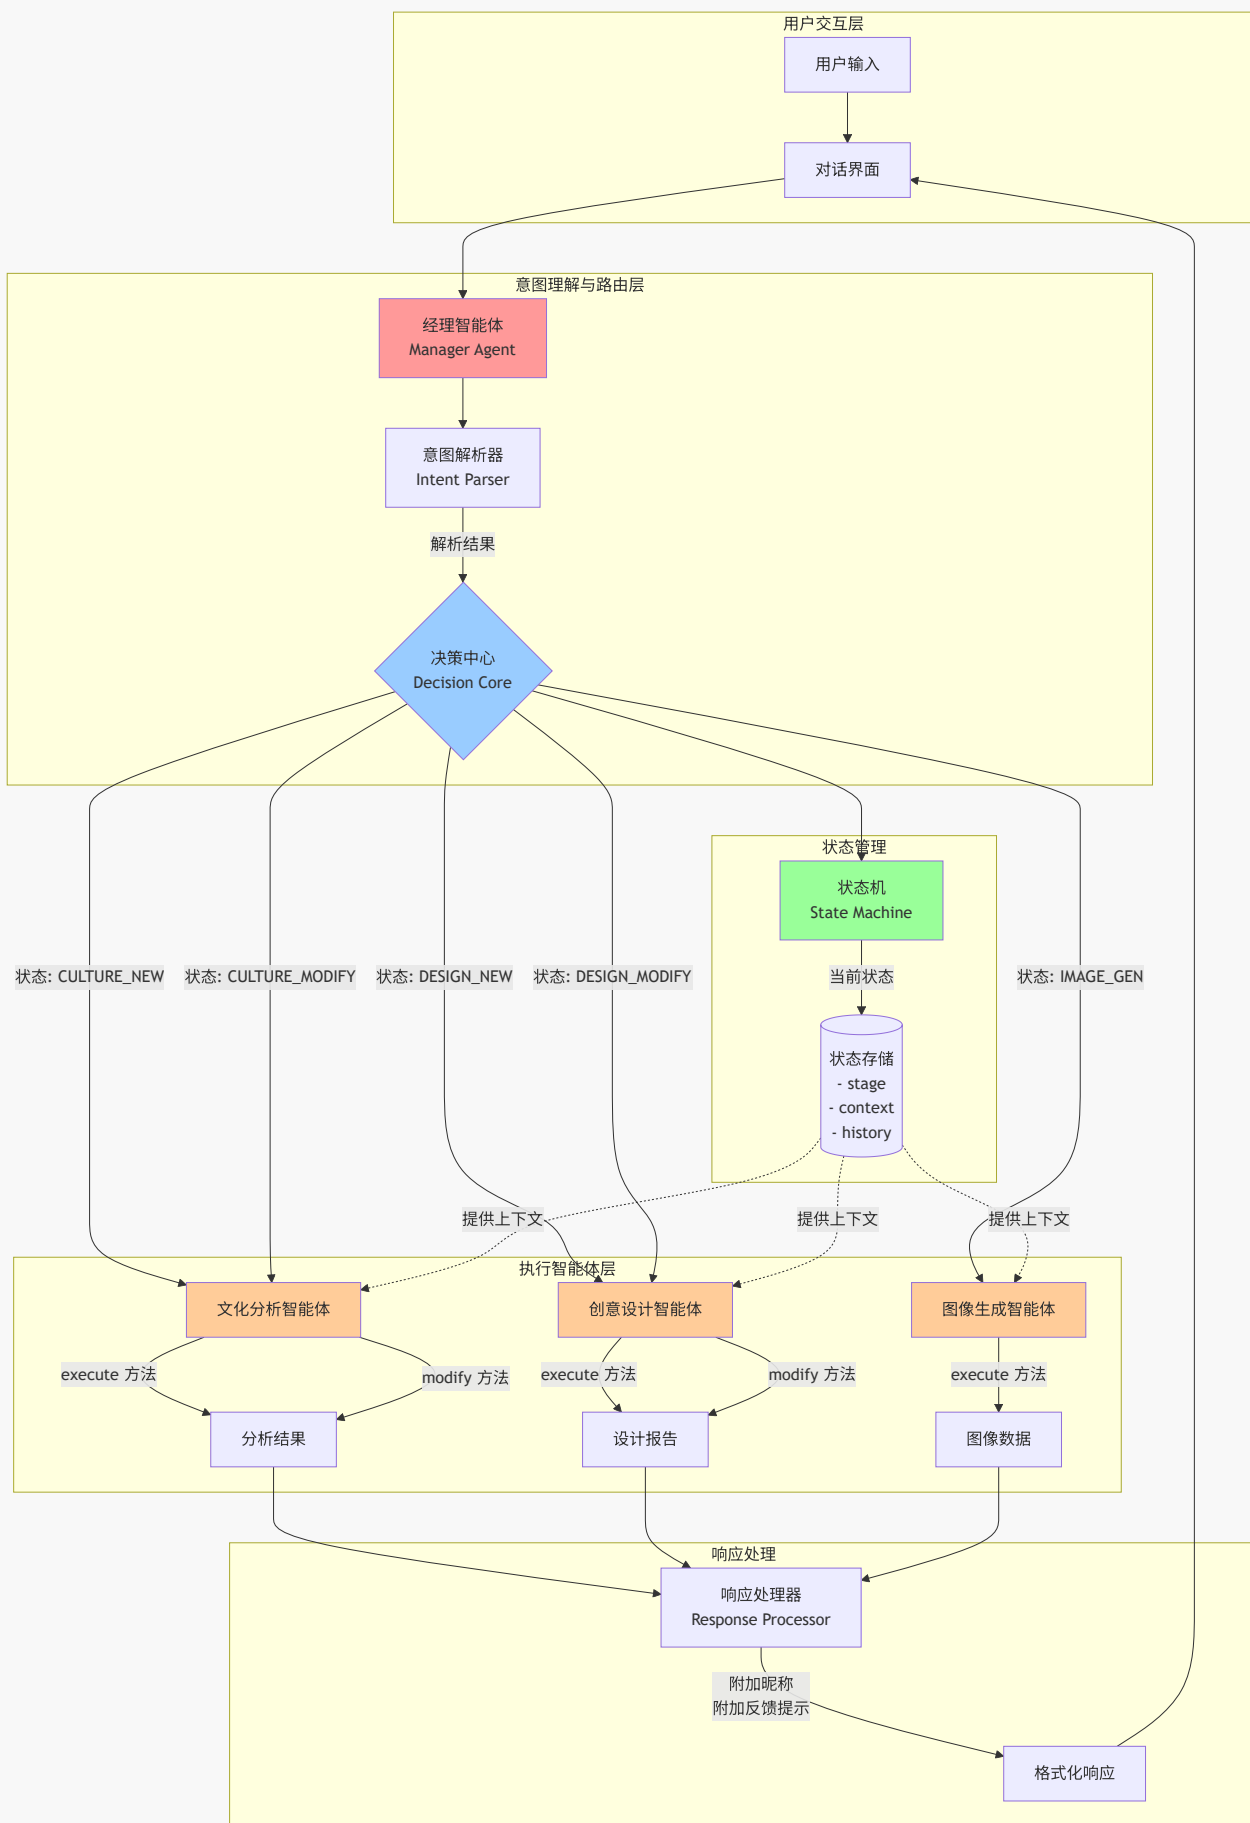 用户交互层
用户输入
对话界面
意图理解与路由层
经理智能体
Manager Agent
意图解析器
Intent Parser
解析结果
决策中心
Decision Core
状态管理
状态机
State Machine
状态: CULTURE_NEW
状态: CULTURE_MODIFY
状态: DESIGN_NEW
状态: DESIGN_MODIFY
当前状态
状态: IMAGE_GEN
状态存储
- stage
- context
- history
提供上下文
提供上下文
提供上下文
执行智能体层
文化分析智能体
创意设计智能体
图像生成智能体
execute 方法
modify 方法
execute 方法
modify 方法
execute 方法
分析结果
设计报告
图像数据
响应处理
响应处理器
Response Processor
附加昵称
附加反馈提示
格式化响应